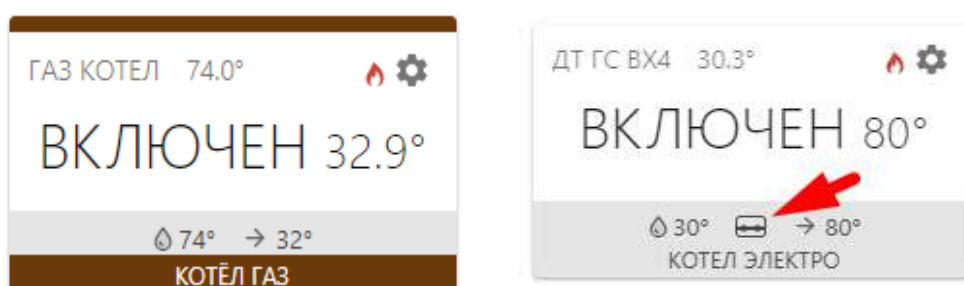 ГАЗ КОТЕЛ 74.0°
ВКЛЮЧЕН 32.9°
74° → 32°
КОТЁЛ ГАЗ
ДТ ГС ВХ4 30.3°
ВКЛЮЧЕН 80°
30° → 80°
КОТЕЛ ЭЛЕКТРО